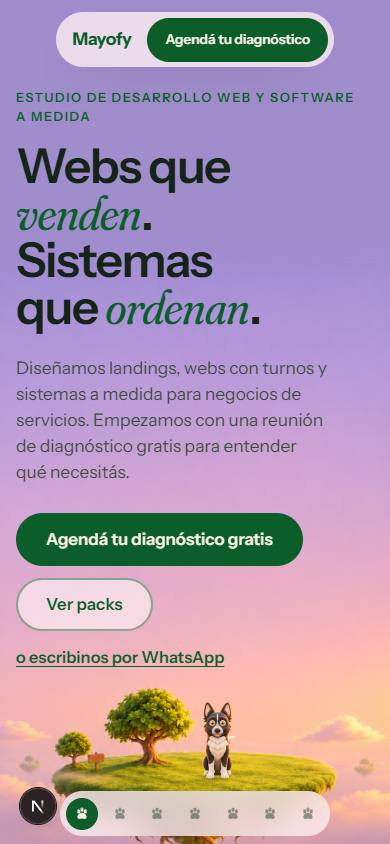 Mayofy
Agendá tu diagnóstico
ESTUDIO DE DESARROLLO WEB Y SOFTWARE
A MEDIDA
Webs que
venden.
Sistemas
que ordenan.
Diseñamos landings, webs con turnos y
sistemas a medida para negocios de
servicios. Empezamos con una reunión
de diagnóstico gratis para entender
qué necesitás.
Agendá tu diagnóstico gratis
Ver packs
o escribinos por WhatsApp
N